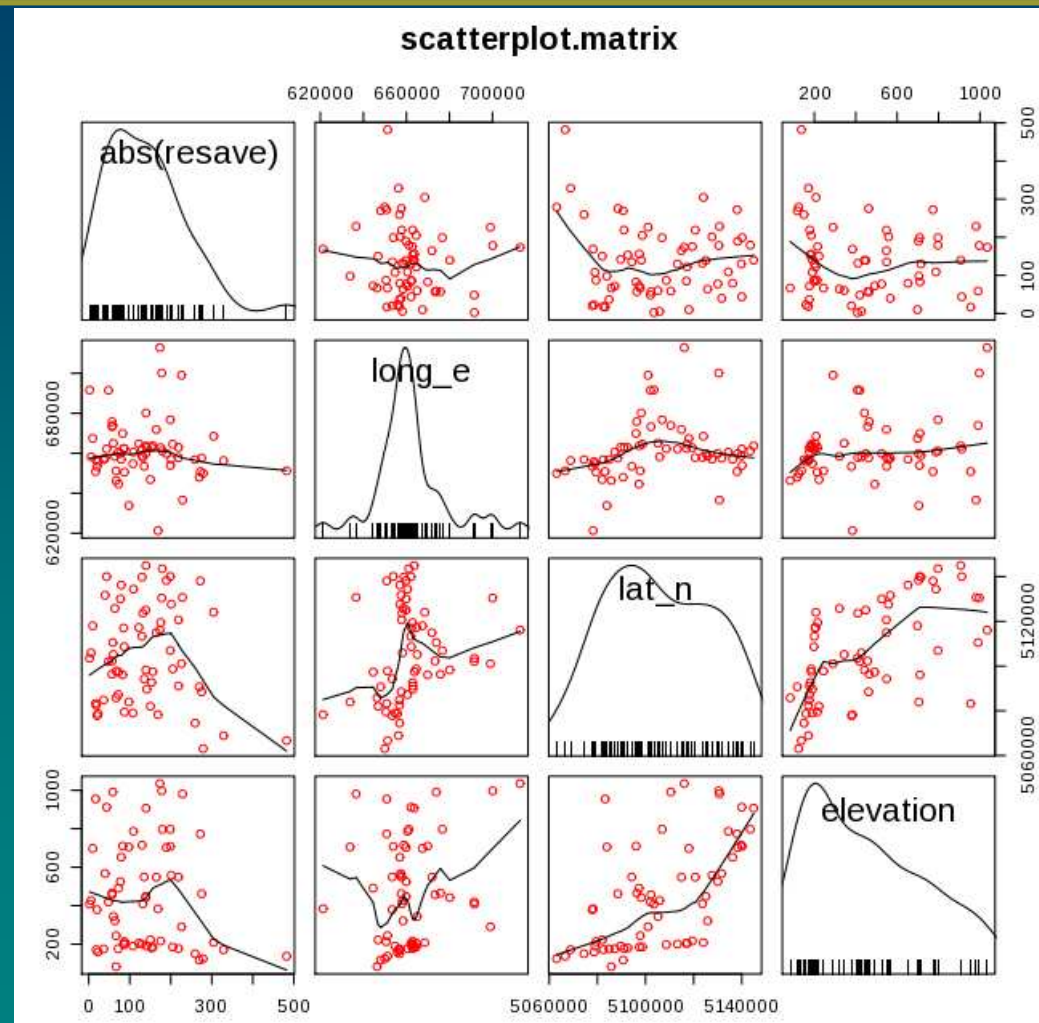 scatterplot.matrix
620000 660000 700000
200 600 1000
abs(resave)
0 100 300 500
long_e
620000 680000
lat_n
5060000 5120000
elevation
200 600 1000
0 100 300 500
5060000 5100000 5140000